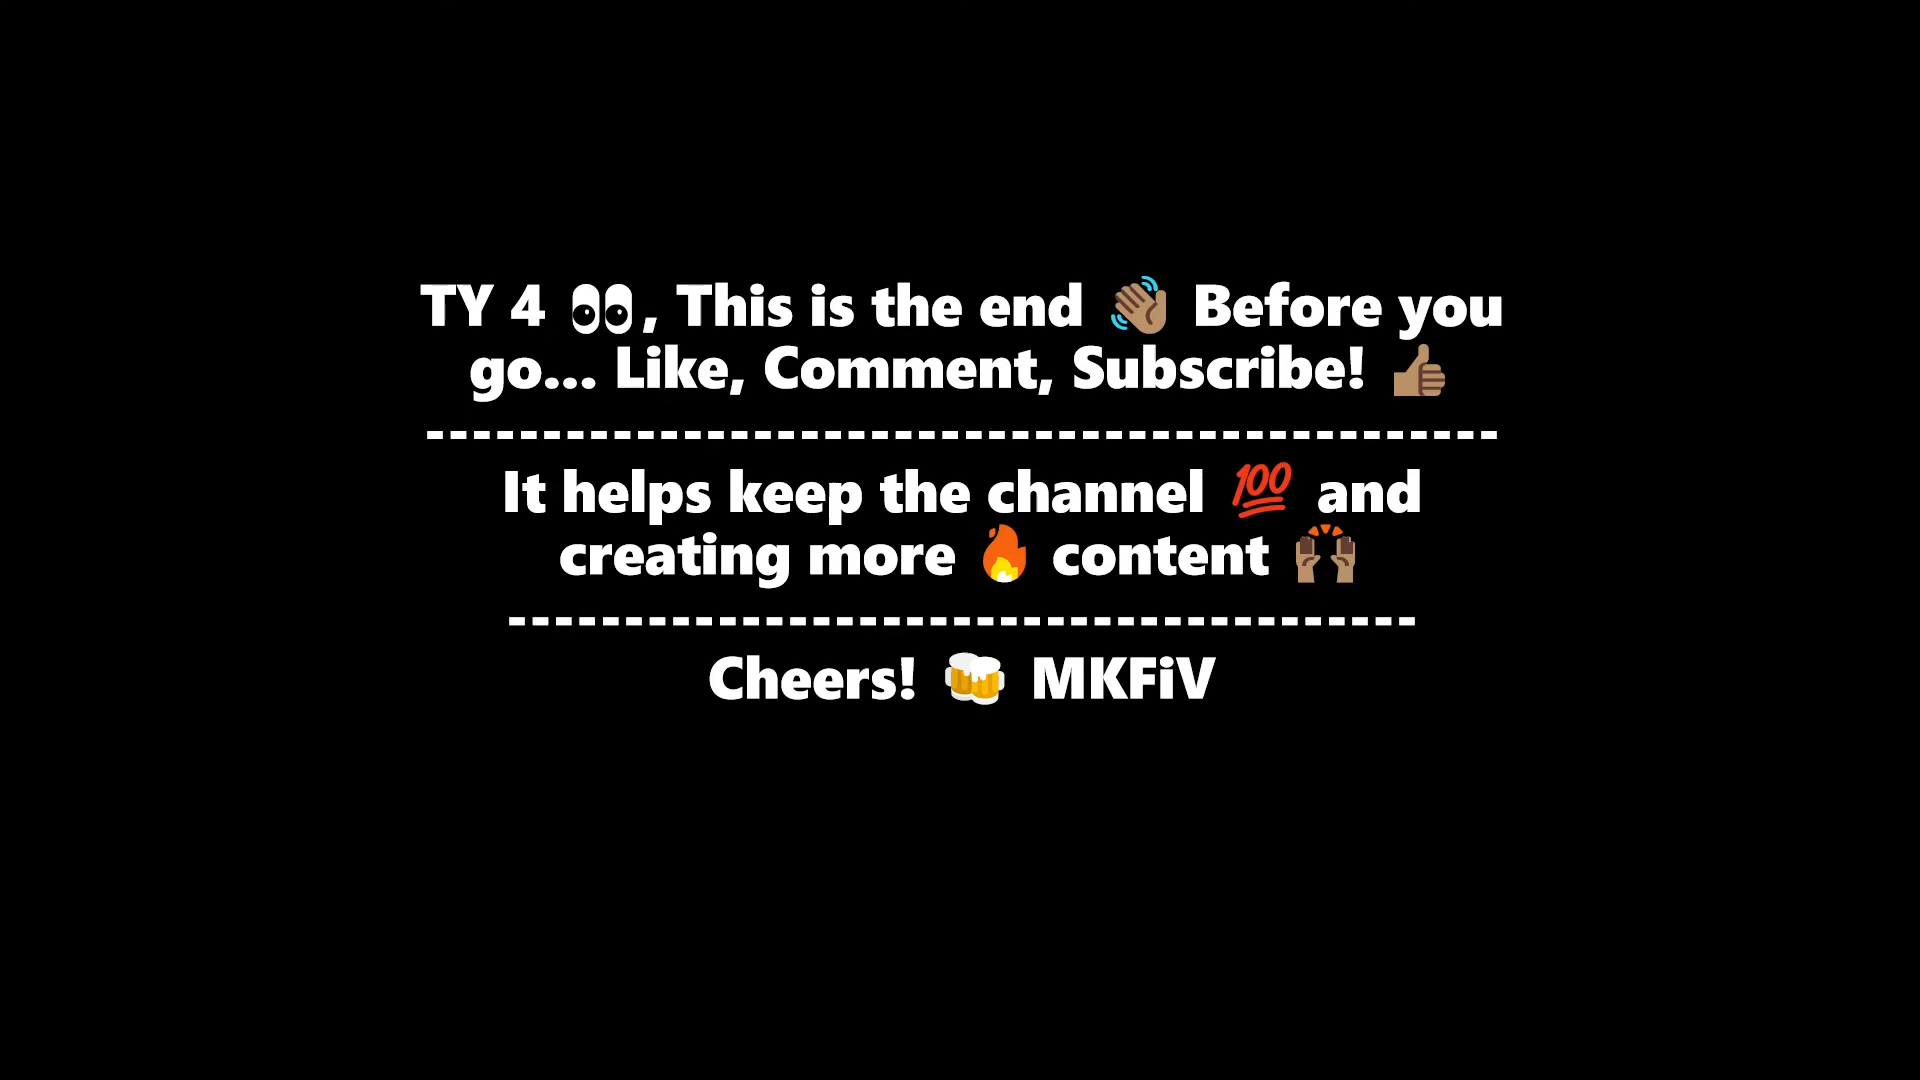 TY 4 👀, This is the end 👋🏽 Before you
go... Like, Comment, Subscribe! 👍🏽
----------------------------------------------
It helps keep the channel 💯 and
creating more 🔥 content 🙌🏽
---------------------------------------
Cheers! 🍻 MKFiV